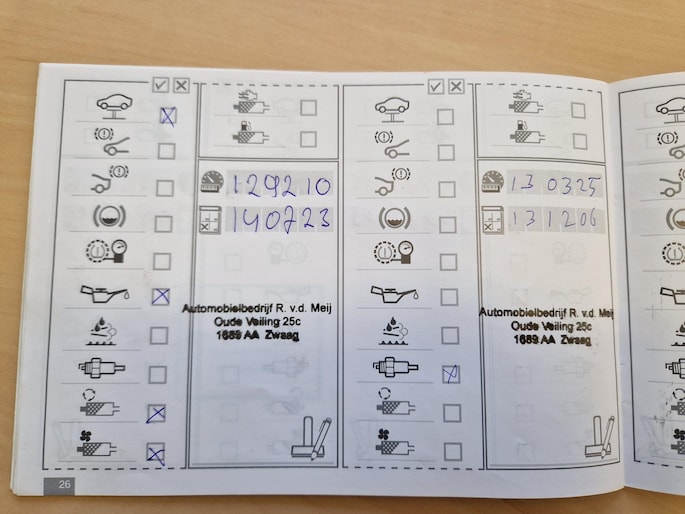 129210
140723
Automobielbedrijf R. v.d. Meij
Oude Veiling 25c
1689 AA Zwaag
130325
131206
Automobielbedrijf R. v.d. Meij
Oude Veiling 25c
1689 AA Zwaag
26